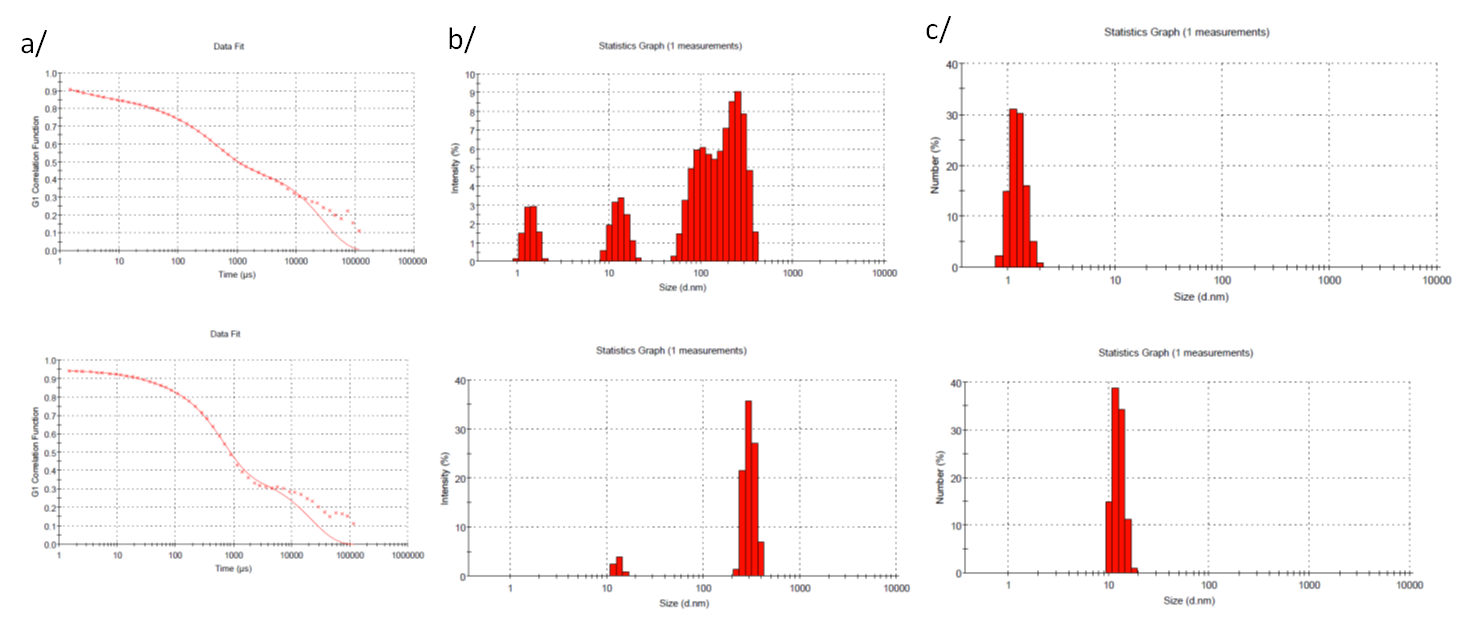 a/
Data Fit
G1 Correlation Function
1.0
0.9
0.8
0.7
0.6
0.5
0.4
0.3
0.2
0.1
0.0
1 10 100 1000 10000 100000 1000000
Time (µs)
b/
Statistics Graph (1 measurements)
Intensity (%)
10
9
8
7
6
5
4
3
2
1
0
1 10 100 1000 10000
Size (d.nm)
c/
Statistics Graph (1 measurements)
Number (%)
40
30
20
10
0
1 10 100 1000 10000
Size (d.nm)
Data Fit
G1 Correlation Function
1.0
0.9
0.8
0.7
0.6
0.5
0.4
0.3
0.2
0.1
0.0
1 10 100 1000 10000 100000 1000000
Time (µs)
Statistics Graph (1 measurements)
Intensity (%)
40
30
20
10
0
1 10 100 1000 10000
Size (d.nm)
Statistics Graph (1 measurements)
Number (%)
40
30
20
10
0
1 10 100 1000 10000
Size (d.nm)